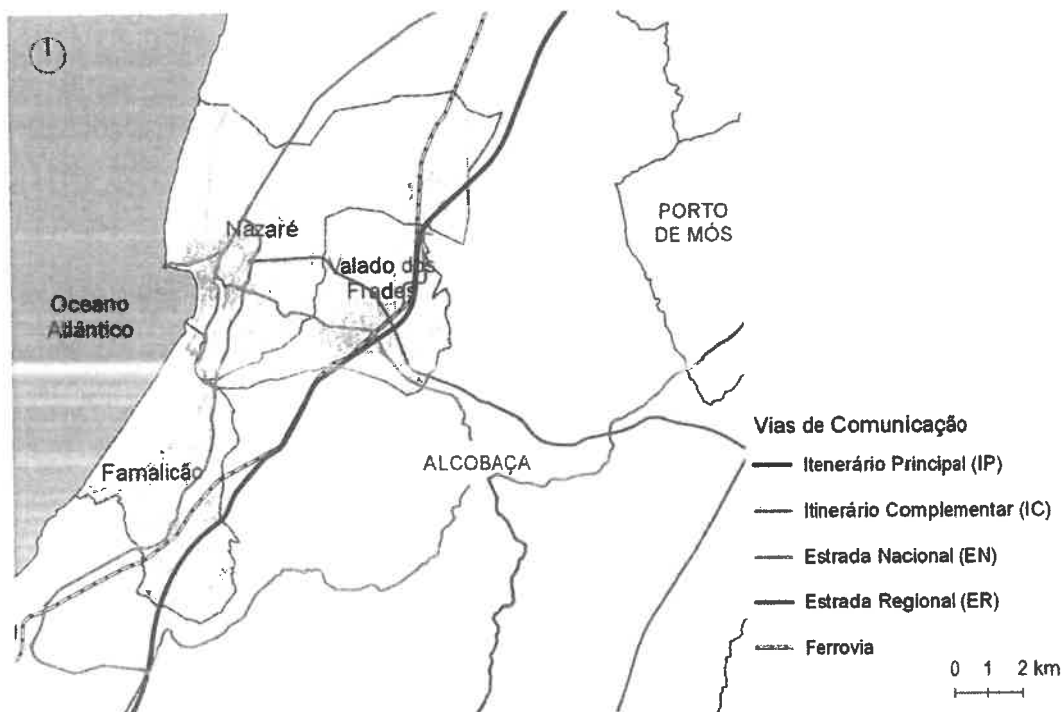 Nazaré
PORTO
DE MÓS
Valado dos
Frades
Oceano
Atlântico
Famalicão
ALCOBAÇA
Vias de Comunicação
Itenerário Principal (IP)
Itinerário Complementar (IC)
Estrada Nacional (EN)
Estrada Regional (ER)
Ferrovia
0 1 2 km